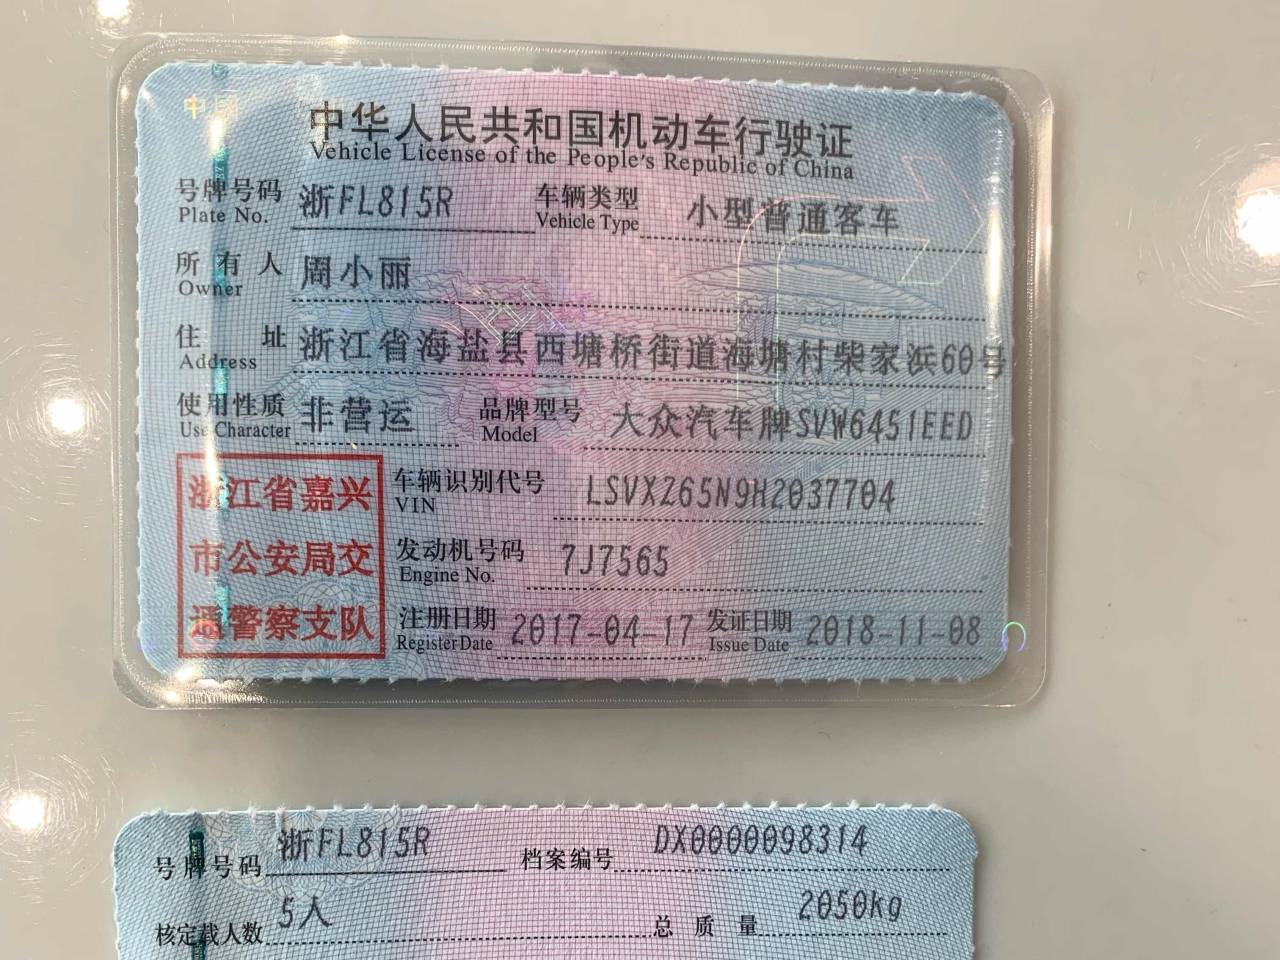 中国
中华人民共和国机动车行驶证
Vehicle License of the People's Republic of China
号牌号码 浙FL815R 车辆类型 小型普通客车
Plate No. Vehicle Type
所有人 周小丽
Owner
住址 浙江省海盐县西塘桥街道海塘村柴家浜60号
Address
使用性质 非营运 品牌型号 大众汽车牌SVW6451EED
Use Character Model
浙江省嘉兴
市公安局交
通警察支队
车辆识别代号 LSVXZ65N9H2037704
VIN
发动机号码 7J7565
Engine No.
注册日期 2017-04-17 发证日期 2018-11-08
Register Date Issue Date
号牌号码 浙FL815R 档案编号 DX0000098314
核定载人数 5人 总质量 2050kg